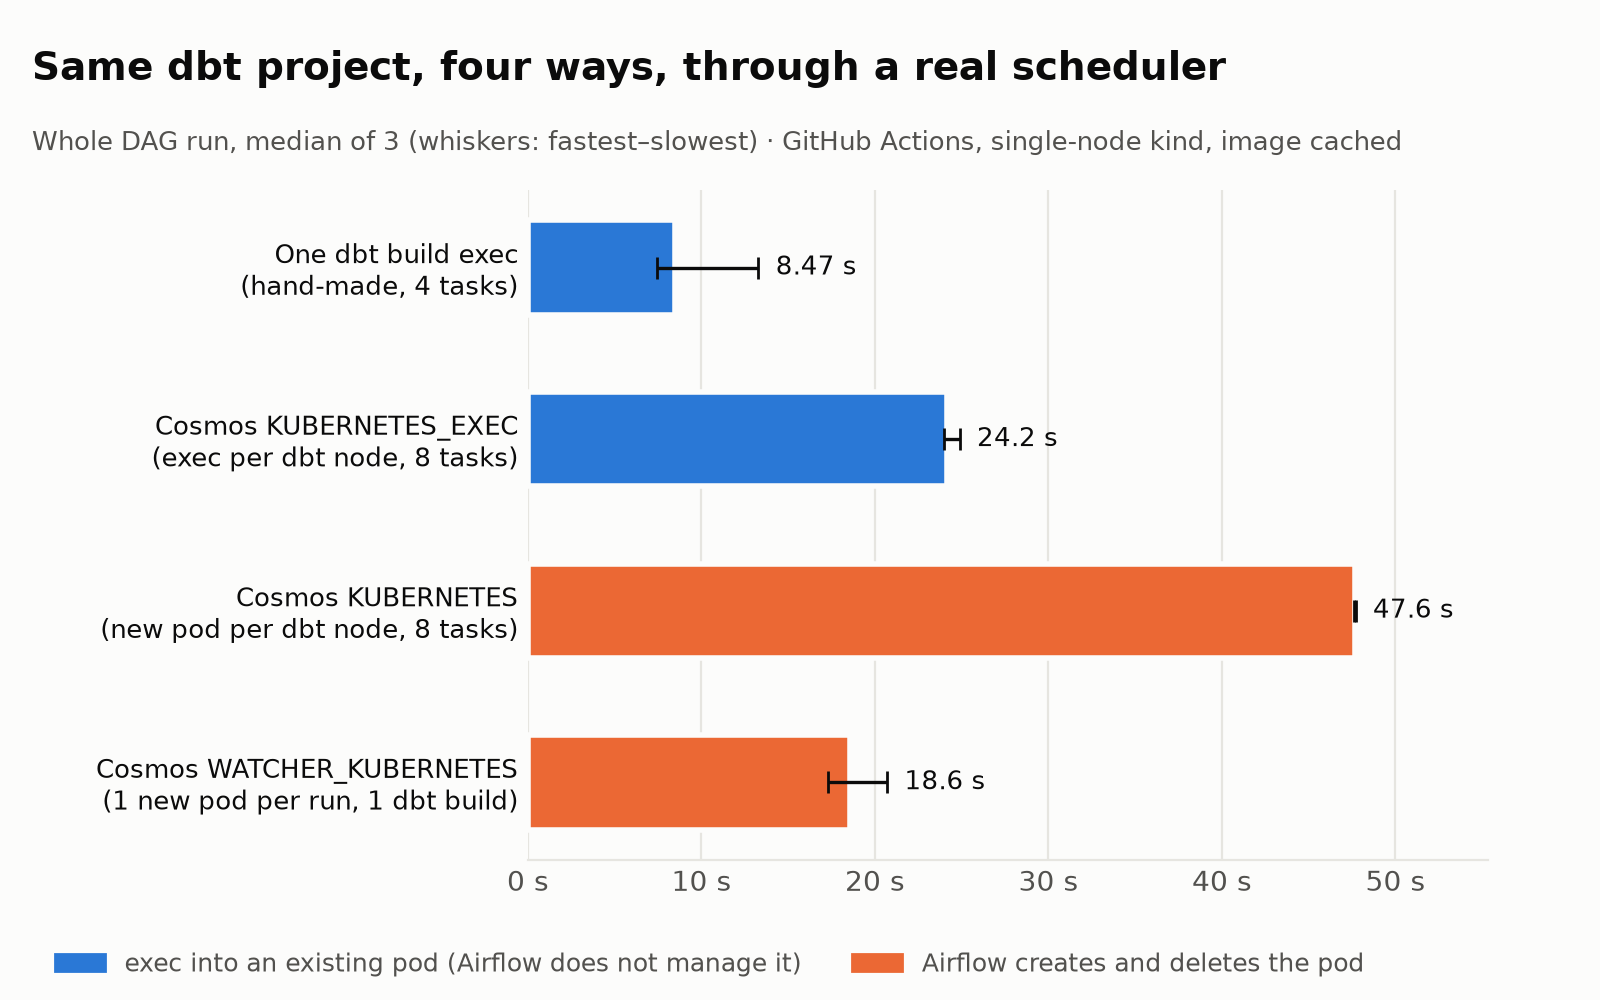 Same dbt project, four ways, through a real scheduler
Whole DAG run, median of 3 (whiskers: fastest–slowest) · GitHub Actions, single-node kind, image cached
One dbt build exec
(hand-made, 4 tasks)
8.47 s
Cosmos KUBERNETES_EXEC
(exec per dbt node, 8 tasks)
24.2 s
Cosmos KUBERNETES
(new pod per dbt node, 8 tasks)
47.6 s
Cosmos WATCHER_KUBERNETES
(1 new pod per run, 1 dbt build)
18.6 s
0 s 10 s 20 s 30 s 40 s 50 s
exec into an existing pod (Airflow does not manage it) Airflow creates and deletes the pod